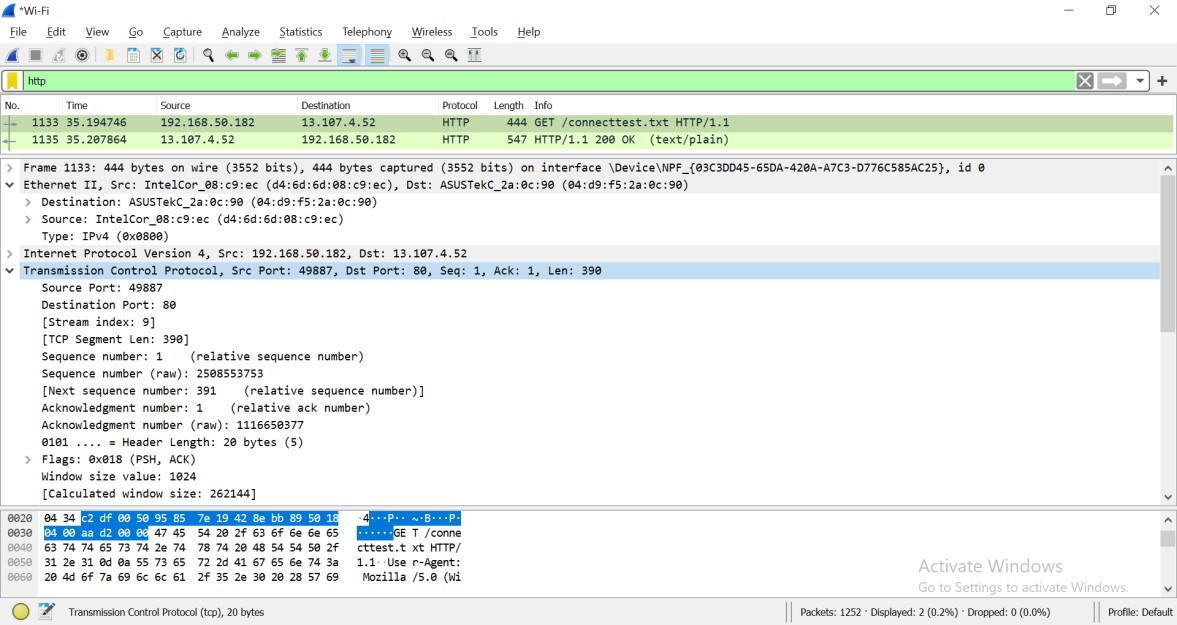 *Wi-Fi
File Edit View Go Capture Analyze Statistics Telephony Wireless Tools Help
http
No. Time Source Destination Protocol Length Info
1133 35.194746 192.168.50.182 13.107.4.52 HTTP 444 GET /connecttest.txt HTTP/1.1
1135 35.207864 13.107.4.52 192.168.50.182 HTTP 547 HTTP/1.1 200 OK (text/plain)
Frame 1133: 444 bytes on wire (3552 bits), 444 bytes captured (3552 bits) on interface \Device\NPF_{03C3DD45-65DA-420A-A7C3-D776C585AC25}, id 0
Ethernet II, Src: IntelCor_08:c9:ec (d4:6d:6d:08:c9:ec), Dst: ASUSTekC_2a:0c:90 (04:d9:f5:2a:0c:90)
Destination: ASUSTekC_2a:0c:90 (04:d9:f5:2a:0c:90)
Source: IntelCor_08:c9:ec (d4:6d:6d:08:c9:ec)
Type: IPv4 (0x0800)
Internet Protocol Version 4, Src: 192.168.50.182, Dst: 13.107.4.52
Transmission Control Protocol, Src Port: 49887, Dst Port: 80, Seq: 1, Ack: 1, Len: 390
Source Port: 49887
Destination Port: 80
[Stream index: 9]
[TCP Segment Len: 390]
Sequence number: 1 (relative sequence number)
Sequence number (raw): 2508553753
[Next sequence number: 391 (relative sequence number)]
Acknowledgment number: 1 (relative ack number)
Acknowledgment number (raw): 1116650377
0101 .... = Header Length: 20 bytes (5)
Flags: 0x018 (PSH, ACK)
Window size value: 1024
[Calculated window size: 262144]
0020 04 34 c2 df 00 50 95 85 7e 19 42 8e bb 89 50 18 ·4···P·· ~·B···P·
0030 04 00 aa d2 00 00 47 45 54 20 2f 63 6f 6e 6e 65 ······GE T /conne
0040 63 74 74 65 73 74 2e 74 78 74 20 48 54 54 50 2f cttest.t xt HTTP/
0050 31 2e 31 0d 0a 55 73 65 72 2d 41 67 65 6e 74 3a 1.1··Use r-Agent:
0060 20 4d 6f 7a 69 6c 6c 61 2f 35 2e 30 20 28 57 69 Mozilla /5.0 (Wi
Activate Windows
Go to Settings to activate Windows.
Transmission Control Protocol (tcp), 20 bytes
Packets: 1252 · Displayed: 2 (0.2%) · Dropped: 0 (0.0%)
Profile: Default